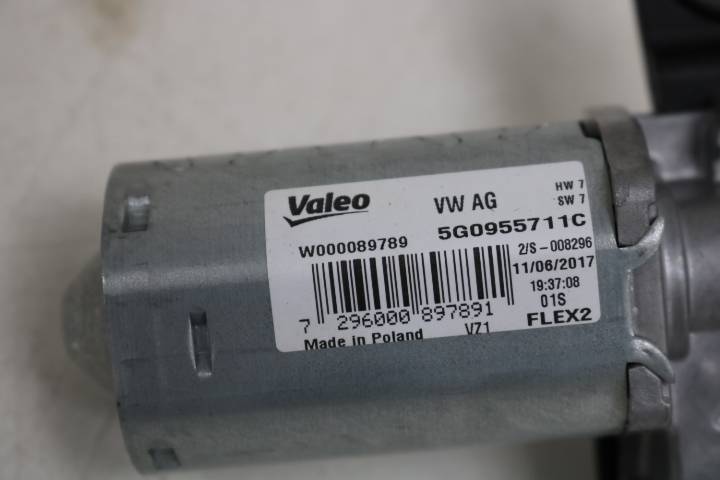 Valeo
VW AG
HW 7
SW 7
W000089789
5G0955711C
2/S-008296
11/06/2017
19:37:08
01S
7 296000 897891
Made in Poland
VZ1
FLEX2